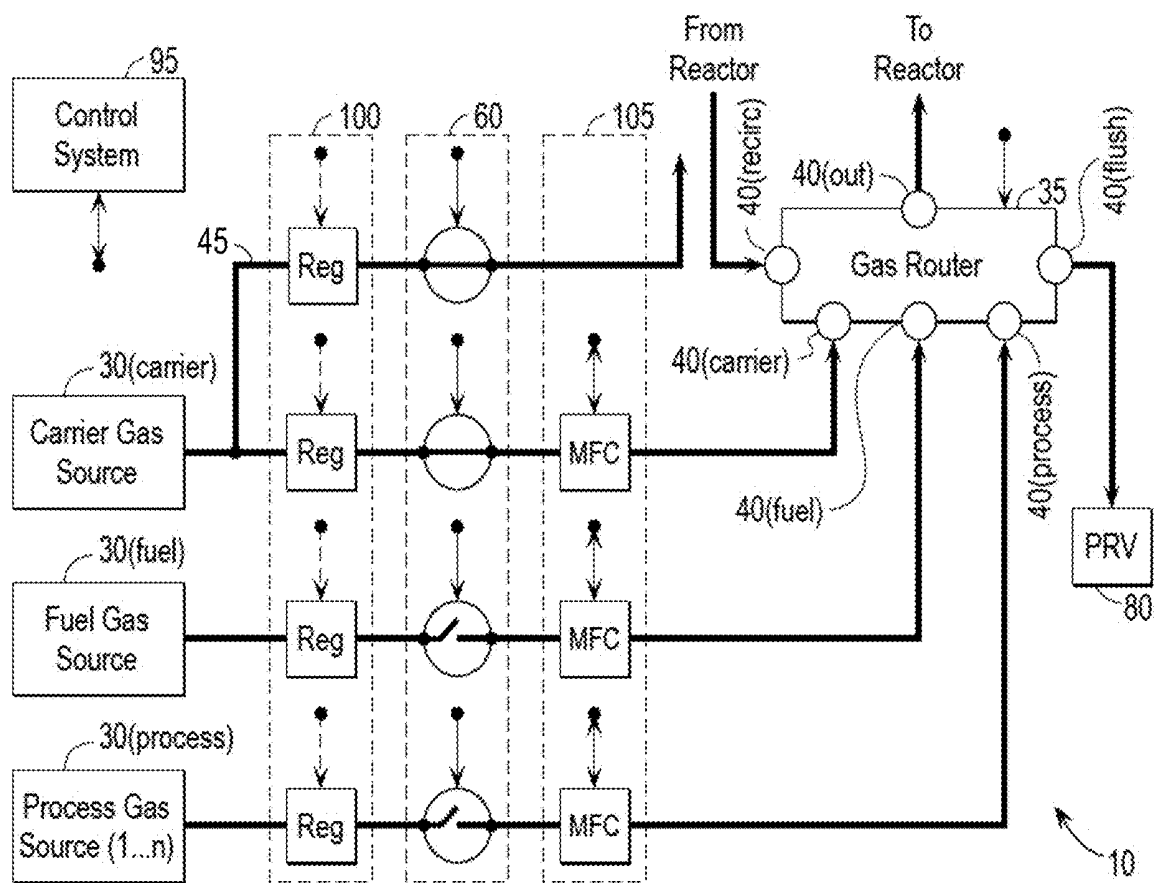 From
Reactor
To
Reactor
95
Control
System
100
60
105
40(recirc)
40(out)
35
40(flush)
45
Reg
Gas Router
30(carrier)
Carrier Gas
Source
Reg
MFC
40(carrier)
40(fuel)
40(process)
PRV
80
30(fuel)
Fuel Gas
Source
Reg
MFC
30(process)
Process Gas
Source (1...n)
Reg
MFC
10